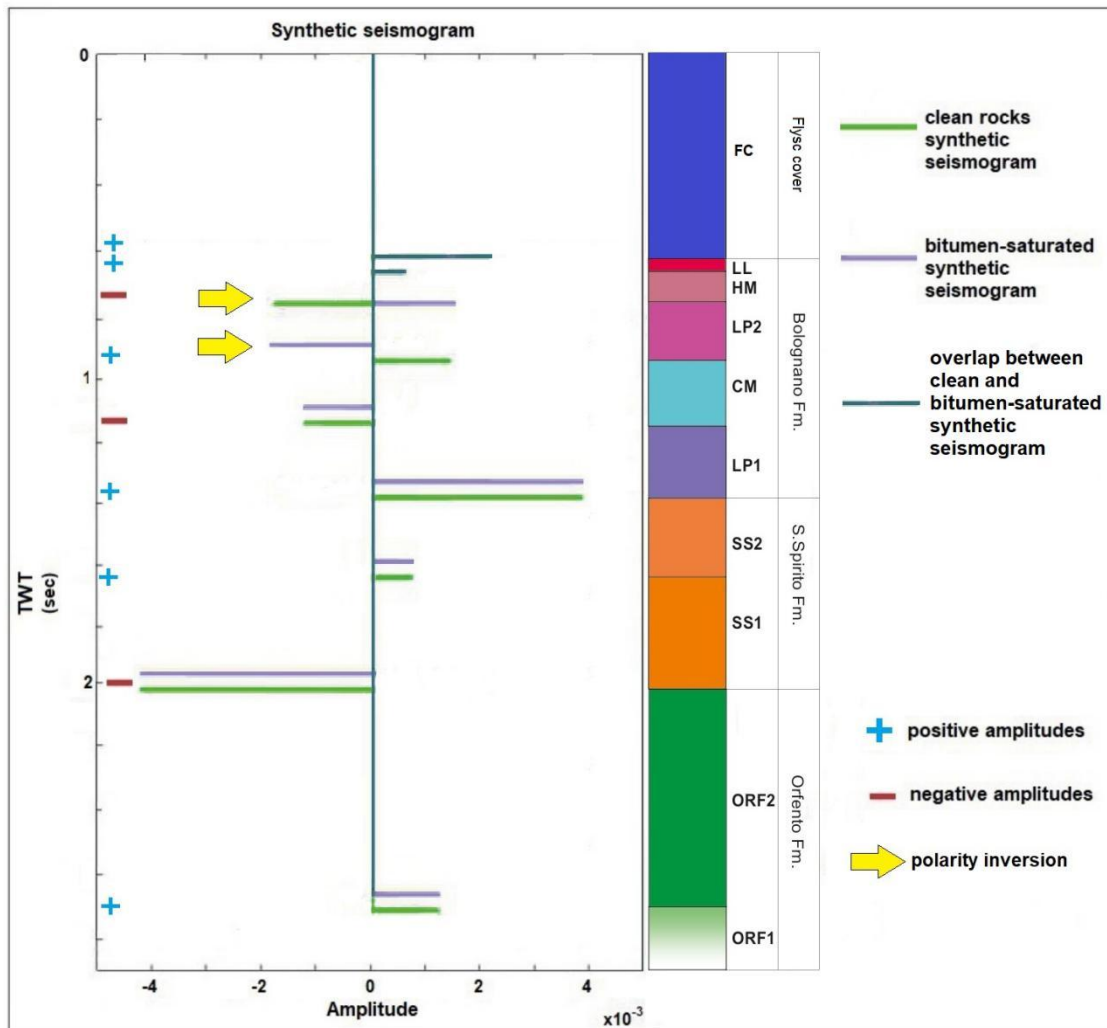 Synthetic seismogram
0
1
2
TWT
(sec)
-4
-2
0
2
4
Amplitude
x10⁻³
FC
LL
HM
LP2
CM
LP1
SS2
SS1
ORF2
ORF1
Flysc cover
Bolognano Fm.
S.Spirito Fm.
Orfento Fm.
clean rocks
synthetic
seismogram
bitumen-saturated
synthetic
seismogram
overlap between
clean and
bitumen-saturated
synthetic
seismogram
positive amplitudes
negative amplitudes
polarity inversion